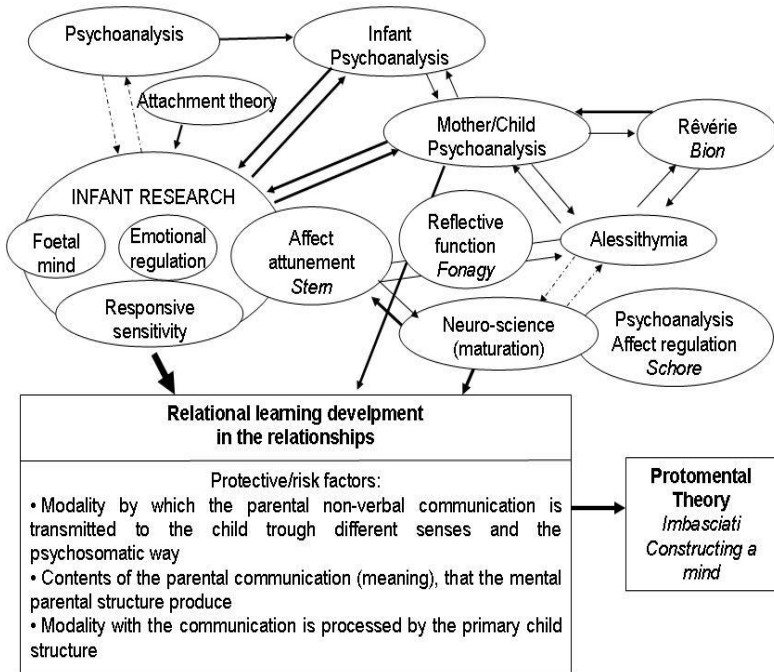 Psychoanalysis
Infant
Psychoanalysis
Attachment theory
Mother/Child
Psychoanalysis
Rêvérie
Bion
INFANT RESEARCH
Foetal
mind
Emotional
regulation
Responsive
sensitivity
Affect
attunement
Stern
Reflective
function
Fonagy
Alessithymia
Neuro-science
(maturation)
Psychoanalysis
Affect regulation
Schore
Relational learning develpment
in the relationships
Protective/risk factors:
• Modality by which the parental non-verbal communication is
transmitted to the child trough different senses and the
psychosomatic way
• Contents of the parental communication (meaning), that the mental
parental structure produce
• Modality with the communication is processed by the primary child
structure
Protomental
Theory
Imbasciati
Constructing a
mind